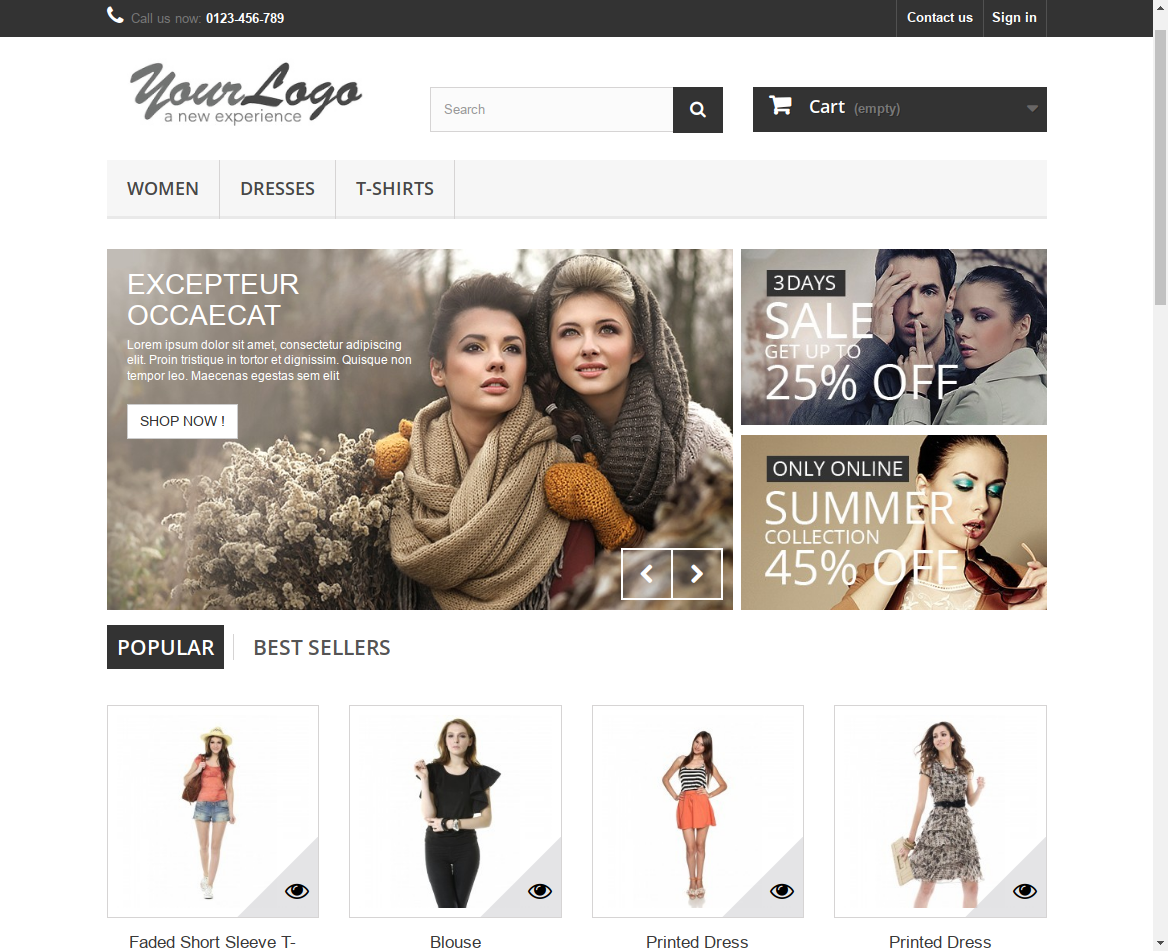 Call us now: 0123-456-789
Contact us
Sign in
YourLogo
a new experience
Search
Cart (empty)
WOMEN
DRESSES
T-SHIRTS
EXCEPTEUR
OCCAECAT
Lorem ipsum dolor sit amet, consectetur adipiscing
elit. Proin tristique in tortor et dignissim. Quisque non
tempor leo. Maecenas egestas sem elit
SHOP NOW !
3DAYS
SALE
GET UP TO
25% OFF
ONLY ONLINE
SUMMER
COLLECTION
45% OFF
POPULAR
BEST SELLERS
Faded Short Sleeve T-
Blouse
Printed Dress
Printed Dress